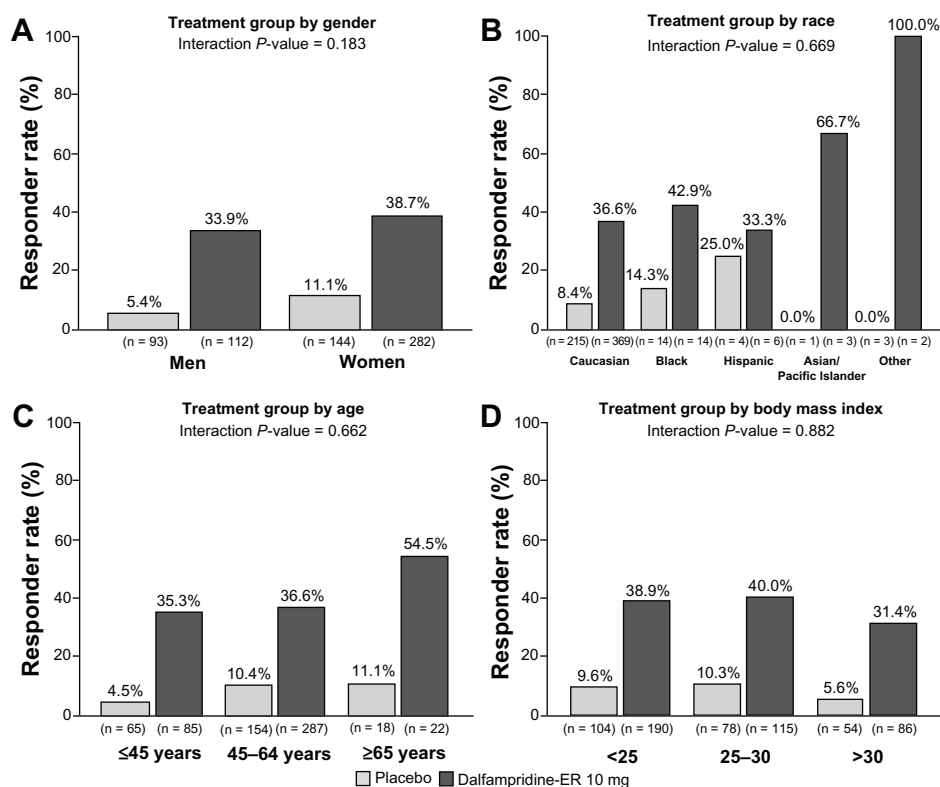 A
Treatment group by gender
Interaction P-value = 0.183
Responder rate (%)
100
80
60
40
20
0
5.4%
33.9%
11.1%
38.7%
(n = 93) (n = 112) (n = 144) (n = 282)
Men Women
B
Treatment group by race
Interaction P-value = 0.669
Responder rate (%)
100
80
60
40
20
0
8.4%
36.6%
14.3%
42.9%
25.0%
33.3%
0.0%
66.7%
0.0%
100.0%
(n = 215) (n = 369) (n = 14) (n = 14) (n = 4) (n = 6) (n = 1) (n = 3) (n = 3) (n = 2)
Caucasian Black Hispanic Asian/ Other
Pacific Islander
C
Treatment group by age
Interaction P-value = 0.662
Responder rate (%)
100
80
60
40
20
0
4.5%
35.3%
10.4%
36.6%
11.1%
54.5%
(n = 65) (n = 85) (n = 154) (n = 287) (n = 18) (n = 22)
≤45 years 45–64 years ≥65 years
D
Treatment group by body mass index
Interaction P-value = 0.882
Responder rate (%)
100
80
60
40
20
0
9.6%
38.9%
10.3%
40.0%
5.6%
31.4%
(n = 104) (n = 190) (n = 78) (n = 115) (n = 54) (n = 86)
<25 25–30 >30
Placebo Dalfampridine-ER 10 mg